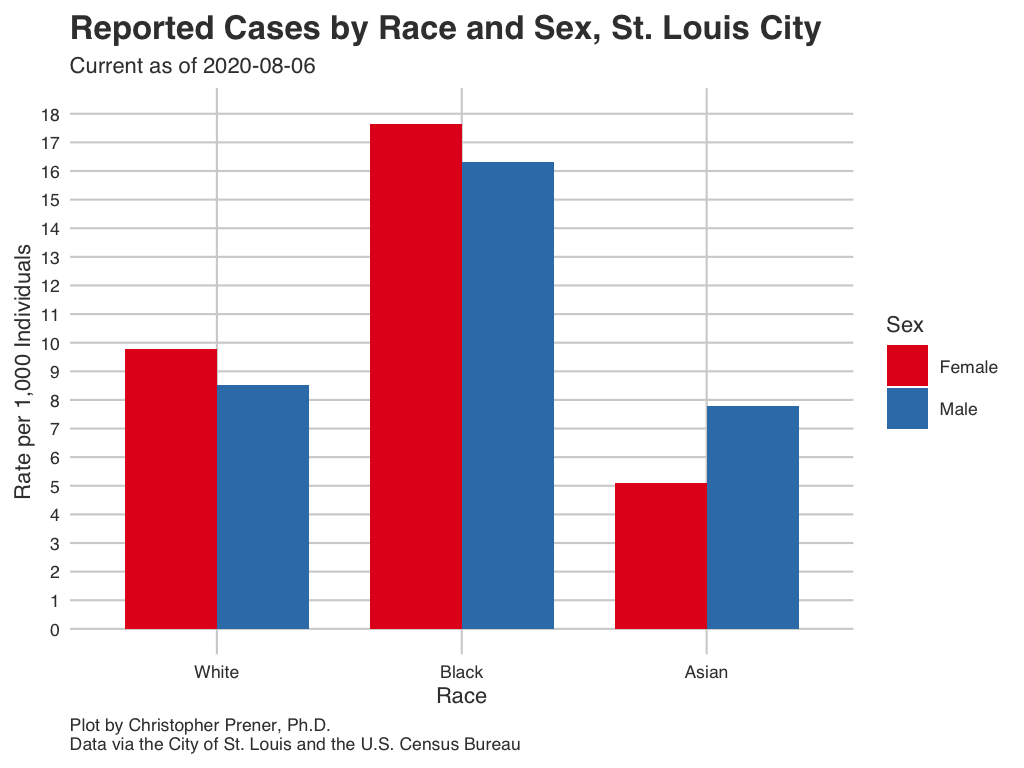 Reported Cases by Race and Sex, St. Louis City
Current as of 2020-08-06
18
17
16
15
14
13
12
11
10
9
8
7
6
5
4
3
2
1
0
Rate per 1,000 Individuals
White
Black
Asian
Race
Sex
Female
Male
Plot by Christopher Prener, Ph.D.
Data via the City of St. Louis and the U.S. Census Bureau